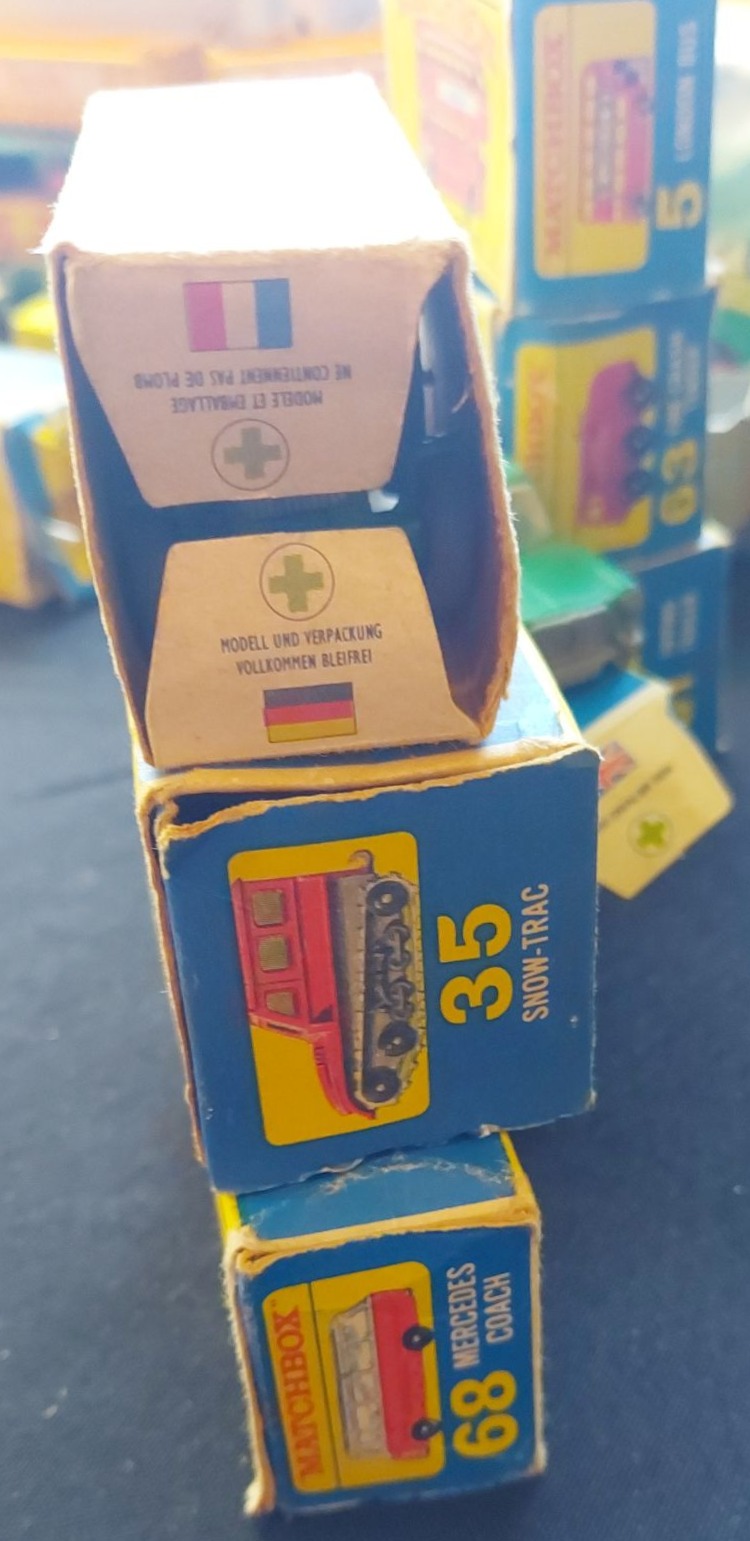 NE CONTIENNENT PAS DE PLOMB
MODELE ET EMBALLAGE
MODELL UND VERPACKUNG
VOLLKOMMEN BLEIFREI
35
SNOW-TRAC
MATCHBOX
68
MERCEDES
COACH
MATCHBOX
5
LONDON BUS
63